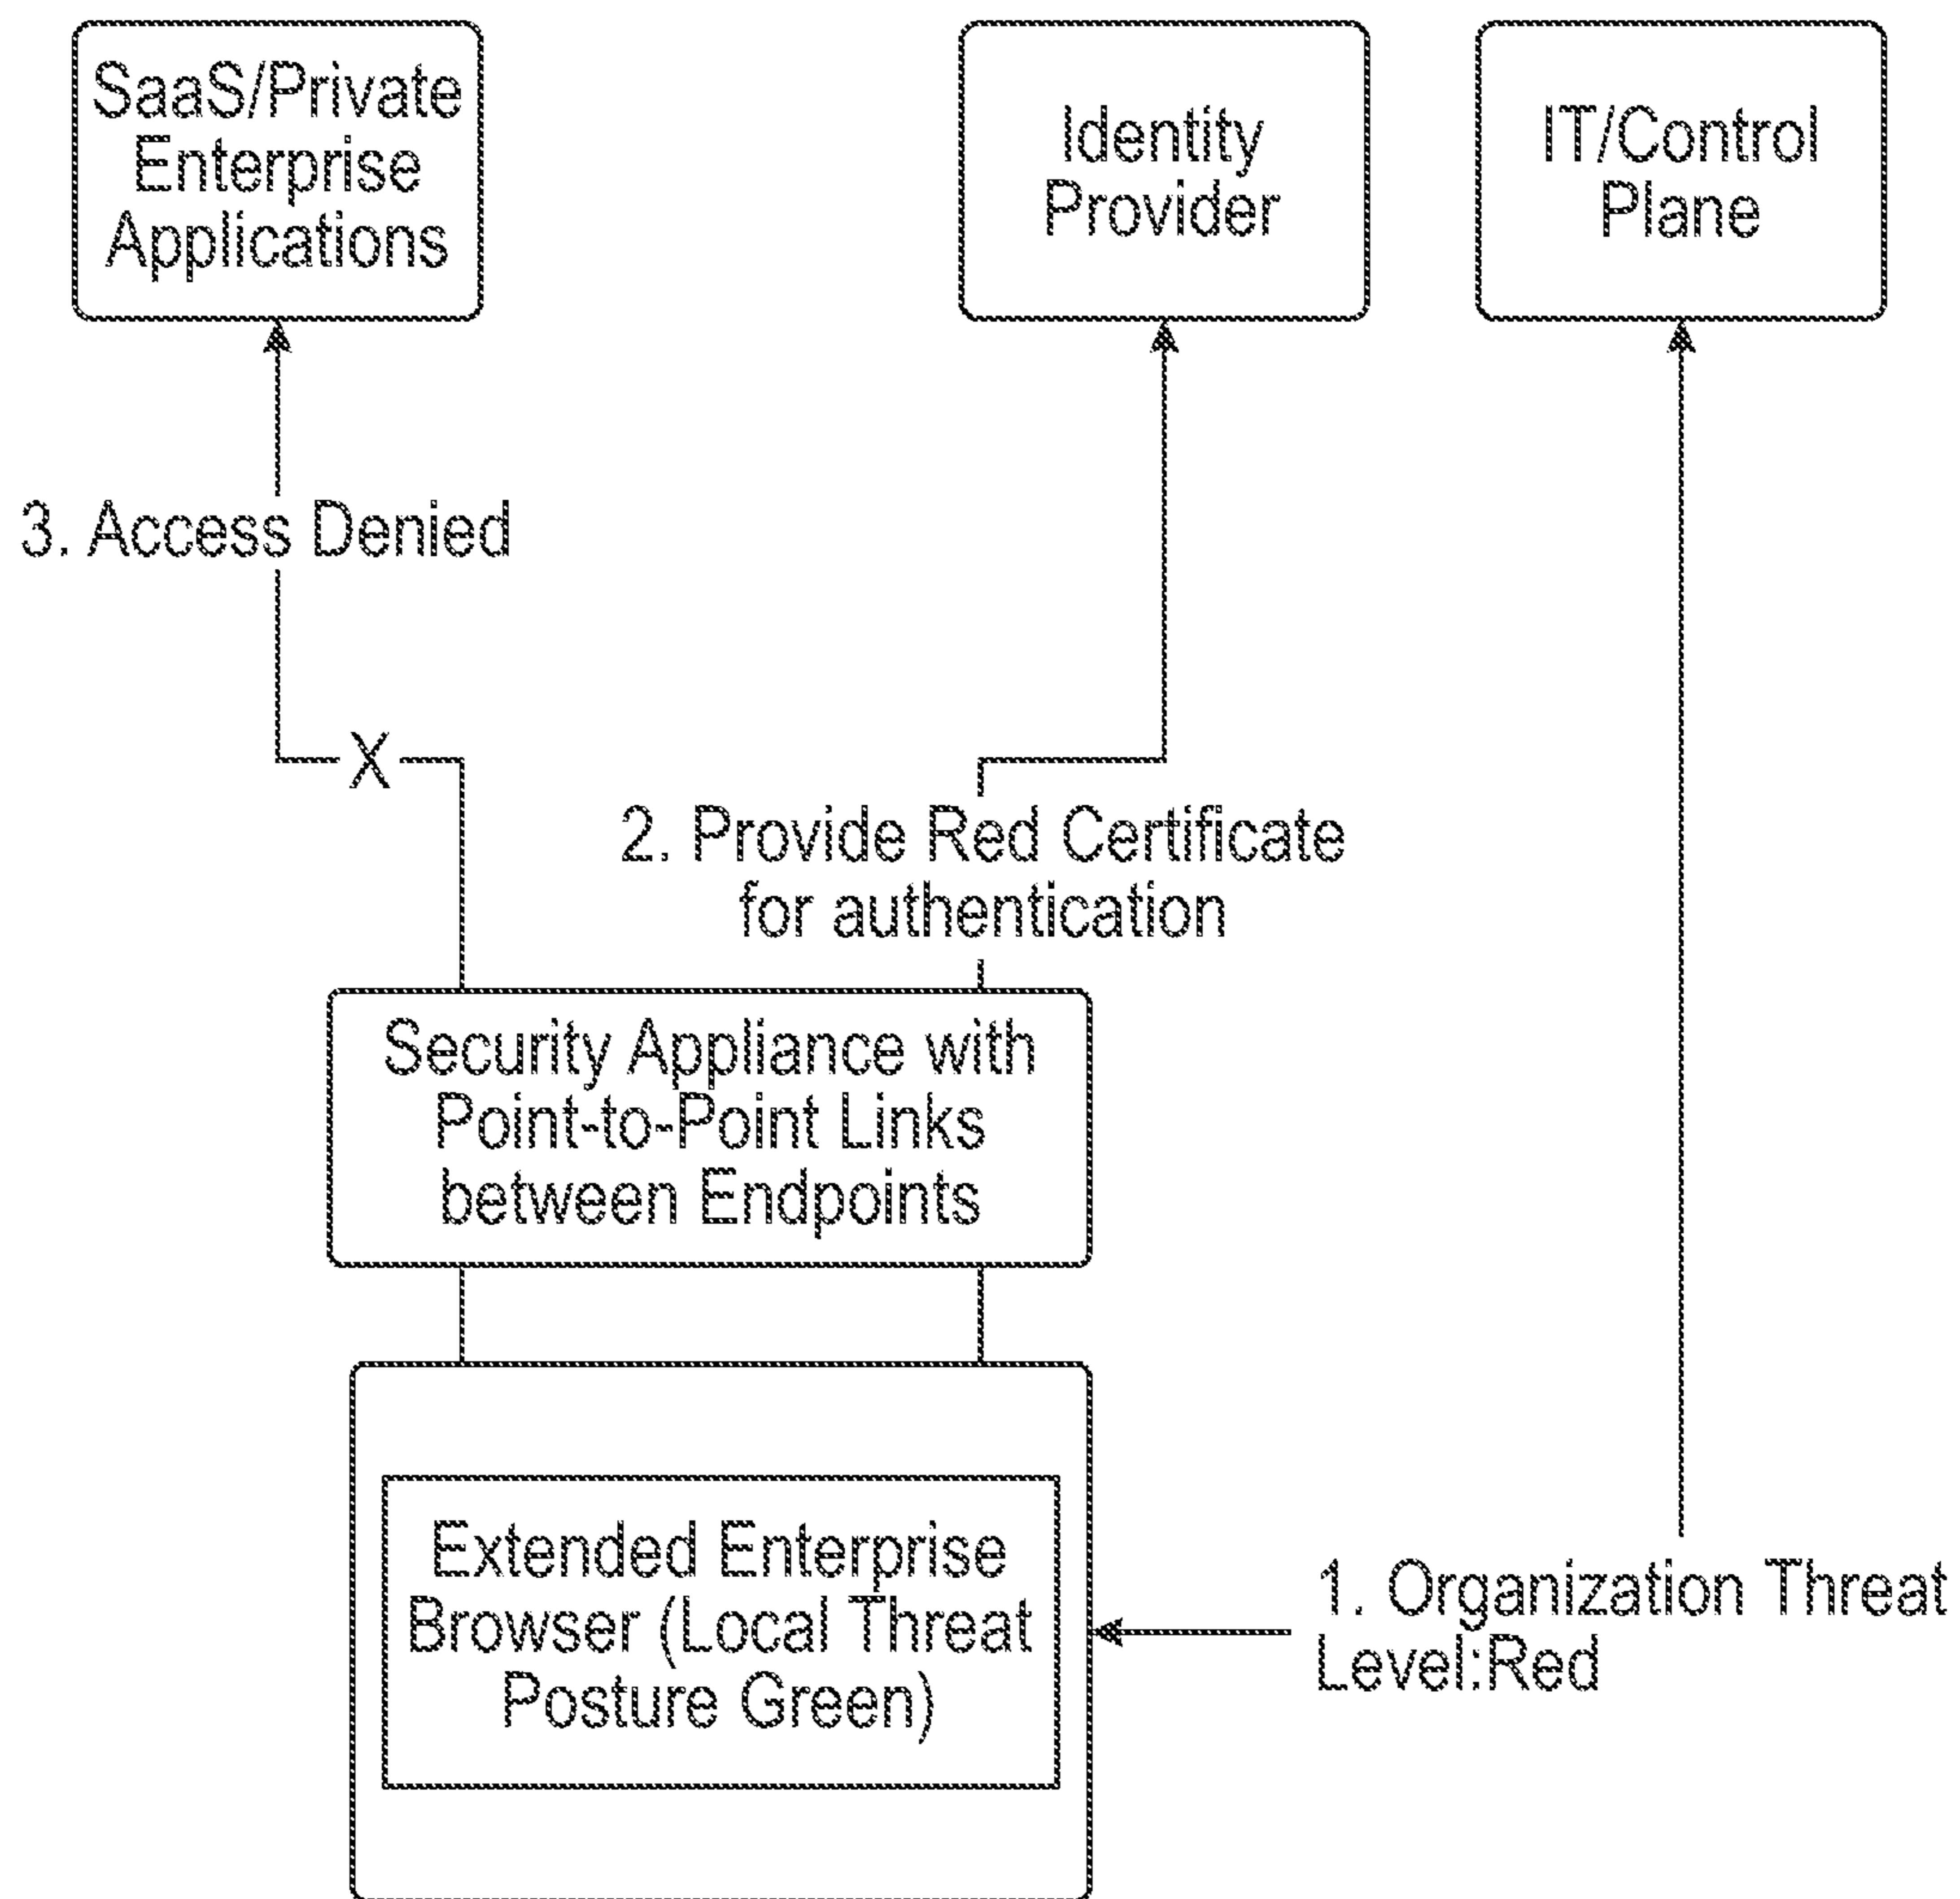 SaaS/Private
Enterprise
Applications
Identity
Provider
IT/Control
Plane
3. Access Denied
X
2. Provide Red Certificate
for authentication
Security Appliance with
Point-to-Point Links
between Endpoints
Extended Enterprise
Browser (Local Threat
Posture Green)
1. Organization Threat
Level:Red